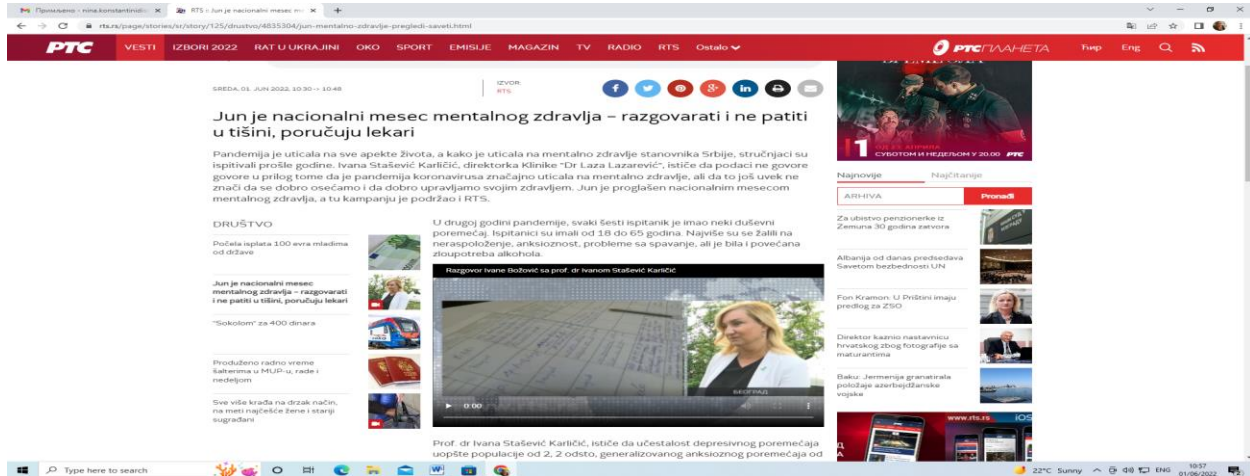 Примљено - nina.konstantinidi
RTS :: Jun je nacionalni mesec m
rts.rs/page/stories/sr/story/125/drustvo/4835304/jun-mentalno-zdravlje-pregledi-saveti.html
РТС VESTI IZBORI 2022 RAT U UKRAJINI OKO SPORT EMISIJE MAGAZIN TV RADIO RTS Ostalo РТС ПЛАНЕТА Ћир Eng
SREDA, 01. JUN 2022, 10:30 -> 10:48
IZVOR:
RTS
Jun je nacionalni mesec mentalnog zdravlja – razgovarati i ne patiti
u tišini, poručuju lekari
Pandemija je uticala na sve apekte života, a kako je uticala na mentalno zdravlje stanovnika Srbije, stručnjaci su
ispitivali prošle godine. Ivana Stašević Karličić, direktorka Klinike "Dr Laza Lazarević", ističe da podaci ne govore
govore u prilog tome da je pandemija koronavirusa značajno uticala na mentalno zdravlje, ali da to još uvek ne
znači da se dobro osećamo i da dobro upravljamo svojim zdravljem. Jun je proglašen nacionalnim mesecom
mentalnog zdravlja, a tu kampanju je podržao i RTS.
DRUŠTVO
Počela isplata 100 evra mladima
od države
Jun je nacionalni mesec
mentalnog zdravlja – razgovarati
i ne patiti u tišini, poručuju lekari
"Sokolom" za 400 dinara
Produženo radno vreme
šalterima u MUP-u, rade i
nedeljom
Sve više krađa na drzak način,
na meti najčešće žene i stariji
sugrađani
U drugoj godini pandemije, svaki šesti ispitanik je imao neki duševni
poremećaj. Ispitanici su imali od 18 do 65 godina. Najviše su se žalili na
neraspoloženje, anksioznost, probleme sa spavanje, ali je bila i povećana
zloupotreba alkohola.
Razgovor Ivane Božović sa prof. dr Ivanom Stašević Karličić
БЕОГРАД
0:00
Prof. dr Ivana Stašević Karličić, ističe da učestalost depresivnog poremećaja
uopšte populacije od 2, 2 odsto, generalizovanog anksioznog poremećaja od
1 ОД 23. АПРИЛА
СУБОТОМ И НЕДЕЉОМ У 20.00 РТС
Najnovije Najčitanije
ARHIVA Pronađi
Za ubistvo penzionerke iz
Zemuna 30 godina zatvora
Albanija od danas predsedava
Savetom bezbednosti UN
Fon Kramon: U Prištini imaju
predlog za ZSO
Direktor kaznio nastavnicu
hrvatskog zbog fotografije sa
maturantima
Baku: Jermenija granatirala
položaje azerbejdžanske
vojske
www.rts.rs iOS
Type here to search
22°C Sunny ENG 10:57
01/06/2022